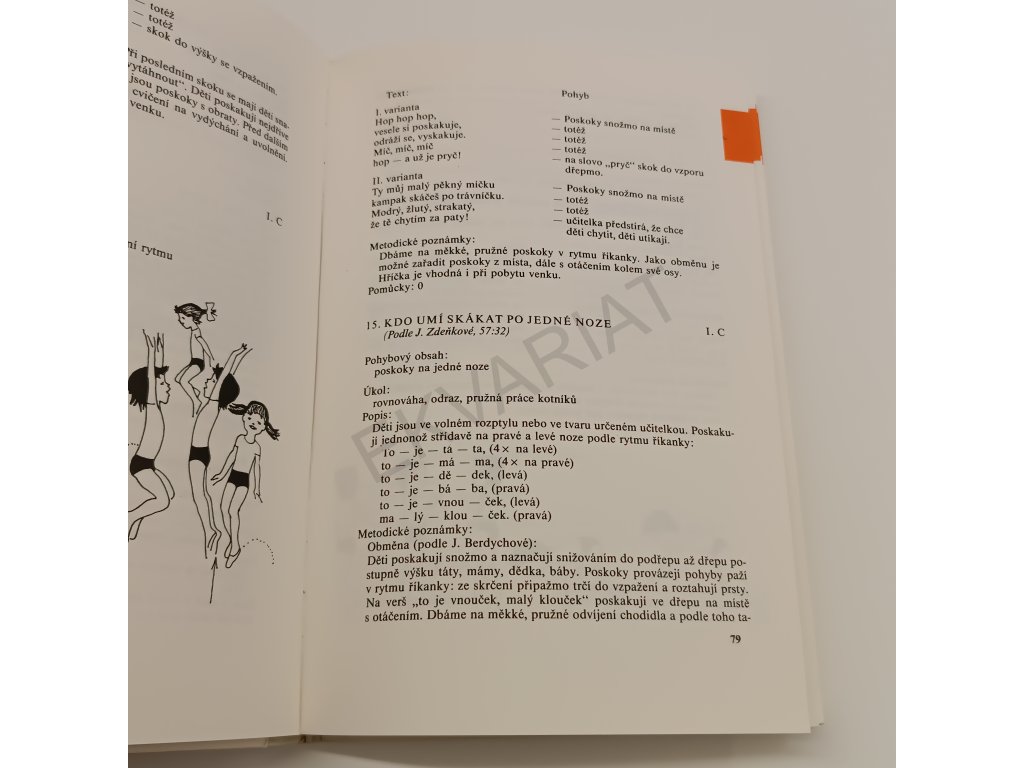 — totéž
— totéž
— skok do výšky se vzpažením.
Při posledním skoku se mají děti sna-
vytáhnout“. Děti poskakují nejdříve
jsou poskoky s obraty. Před dalším
cvičení na vydýchání a uvolnění.
venku.
I. C
ní rytmu
Text:
Pohyb
I. varianta
Hop hop hop,
vesele si poskakuje,
odráží se, vyskakuje.
Míč, míč, míč
hop — a už je pryč!
— Poskoky snožmo na místě
— totéž
— totéž
— totéž
— na slovo „pryč“ skok do vzporu
dřepmo.
II. varianta
Ty můj malý pěkný míčku
kampak skáčeš po trávníčku.
Modrý, žlutý, strakatý,
že tě chytím za paty!
— Poskoky snožmo na místě
— totéž
— totéž
— učitelka předstírá, že chce
děti chytit, děti utíkají.
Metodické poznámky:
Dbáme na měkké, pružné poskoky v rytmu říkanky. Jako obměnu je
možné zařadit poskoky z místa, dále s otáčením kolem své osy.
Hříčka je vhodná i při pobytu venku.
Pomůcky: 0
15. KDO UMÍ SKÁKAT PO JEDNÉ NOZE
I. C
(Podle J. Zdeňkové, 57:32)
Pohybový obsah:
poskoky na jedné noze
Úkol:
rovnováha, odraz, pružná práce kotníků
Popis:
Děti jsou ve volném rozptylu nebo ve tvaru určeném učitelkou. Poskaku-
jí jednonož střídavě na pravé a levé noze podle rytmu říkanky:
To — je — ta — ta, (4× na levé)
to — je — má — ma, (4× na pravé)
to — je — dě — dek, (levá)
to — je — bá — ba, (pravá)
to — je — vnou — ček, (levá)
ma — lý — klou — ček. (pravá)
Metodické poznámky:
Obměna (podle J. Berdychové):
Děti poskakují snožmo a naznačují snižováním do podřepu až dřepu po-
stupně výšku táty, mámy, dědka, báby. Poskoky provázejí pohyby paží
v rytmu říkanky: ze skrčení připažmo trčí do vzpažení a roztahují prsty.
Na verš „to je vnouček, malý klouček“ poskakují ve dřepu na místě
s otáčením. Dbáme na měkké, pružné odvíjení chodidla a podle toho ta-
79
EKVARIAT